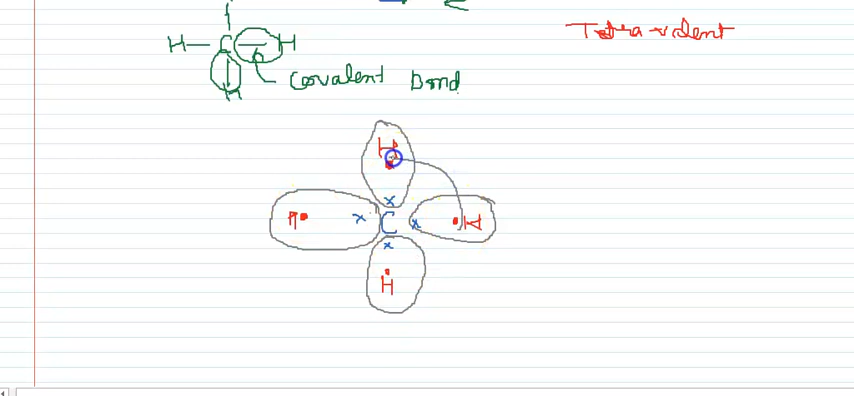 Tetra-valent
H— C —H
Covalent bond
H
H
x
H • x C x • H
x
H